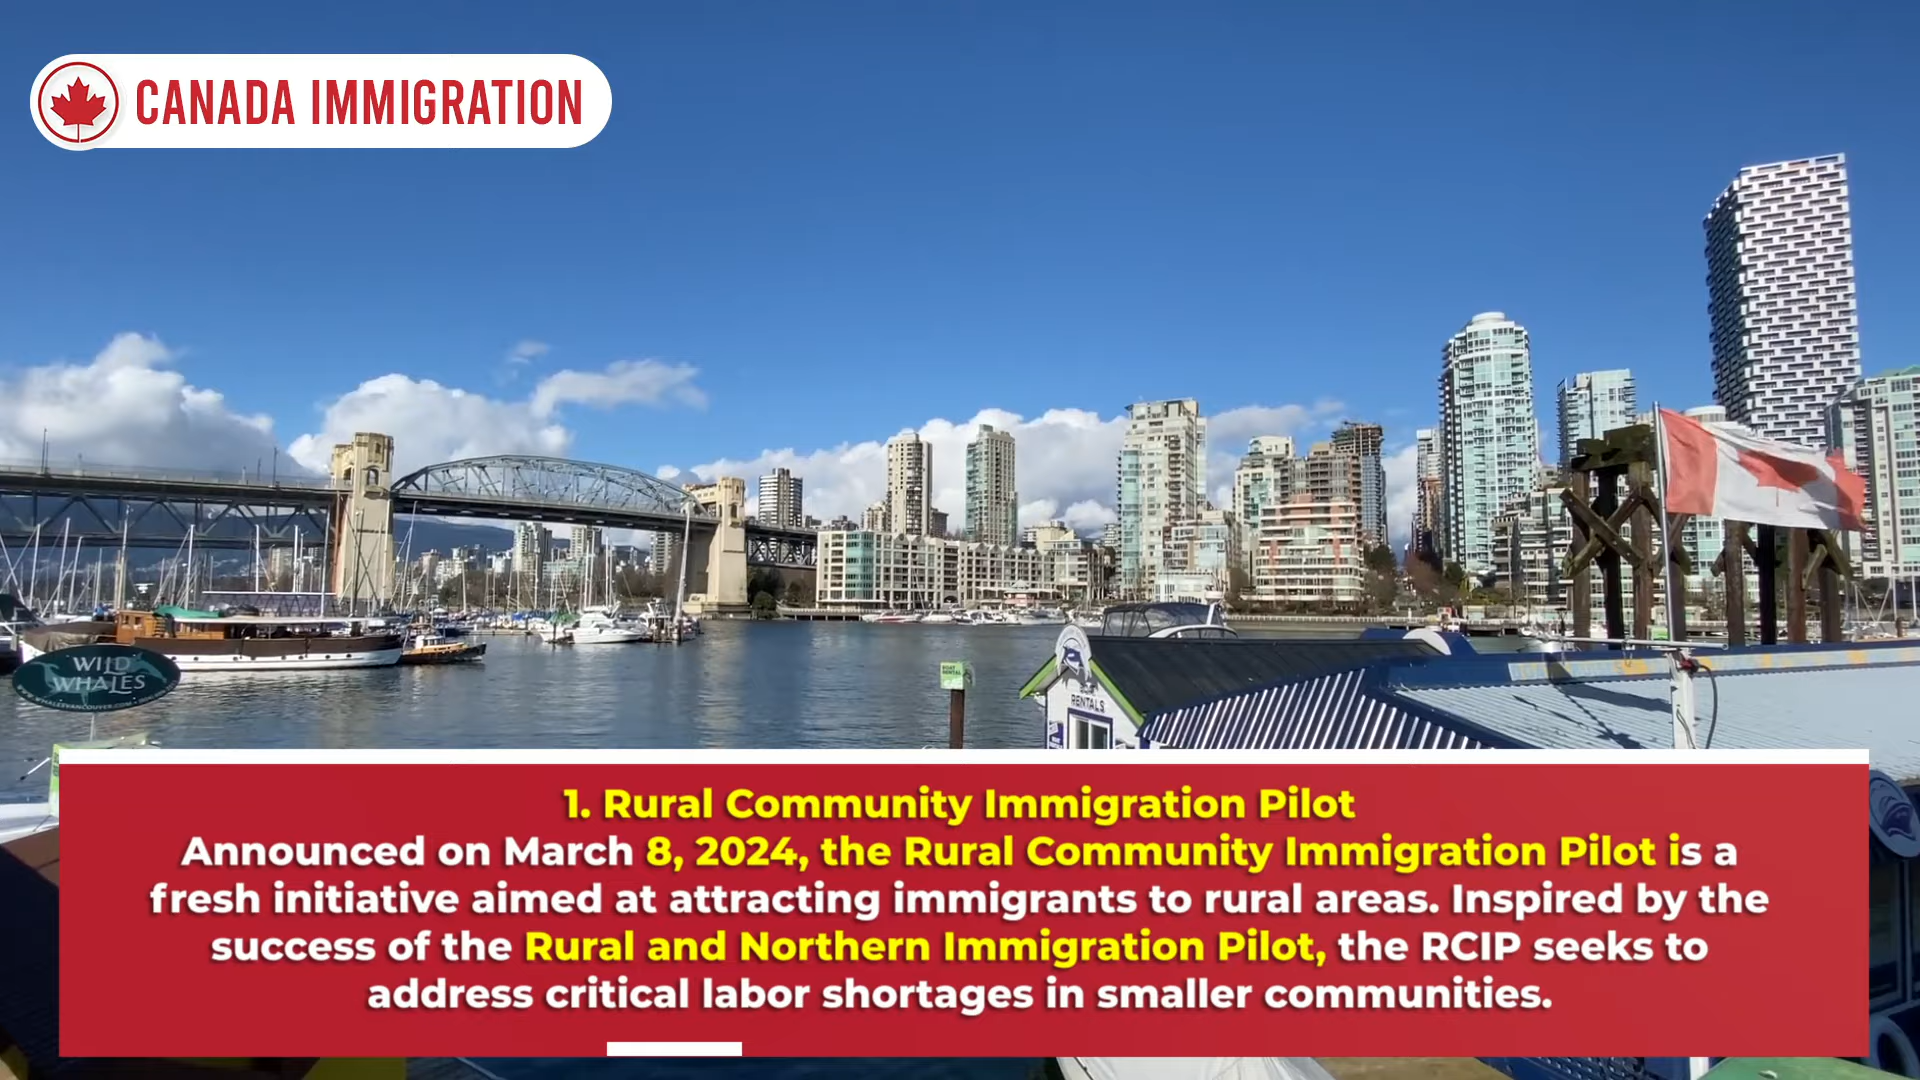 CANADA IMMIGRATION
WILD
WHALES
RENTALS
1. Rural Community Immigration Pilot
Announced on March 8, 2024, the Rural Community Immigration Pilot is a
fresh initiative aimed at attracting immigrants to rural areas. Inspired by the
success of the Rural and Northern Immigration Pilot, the RCIP seeks to
address critical labor shortages in smaller communities.